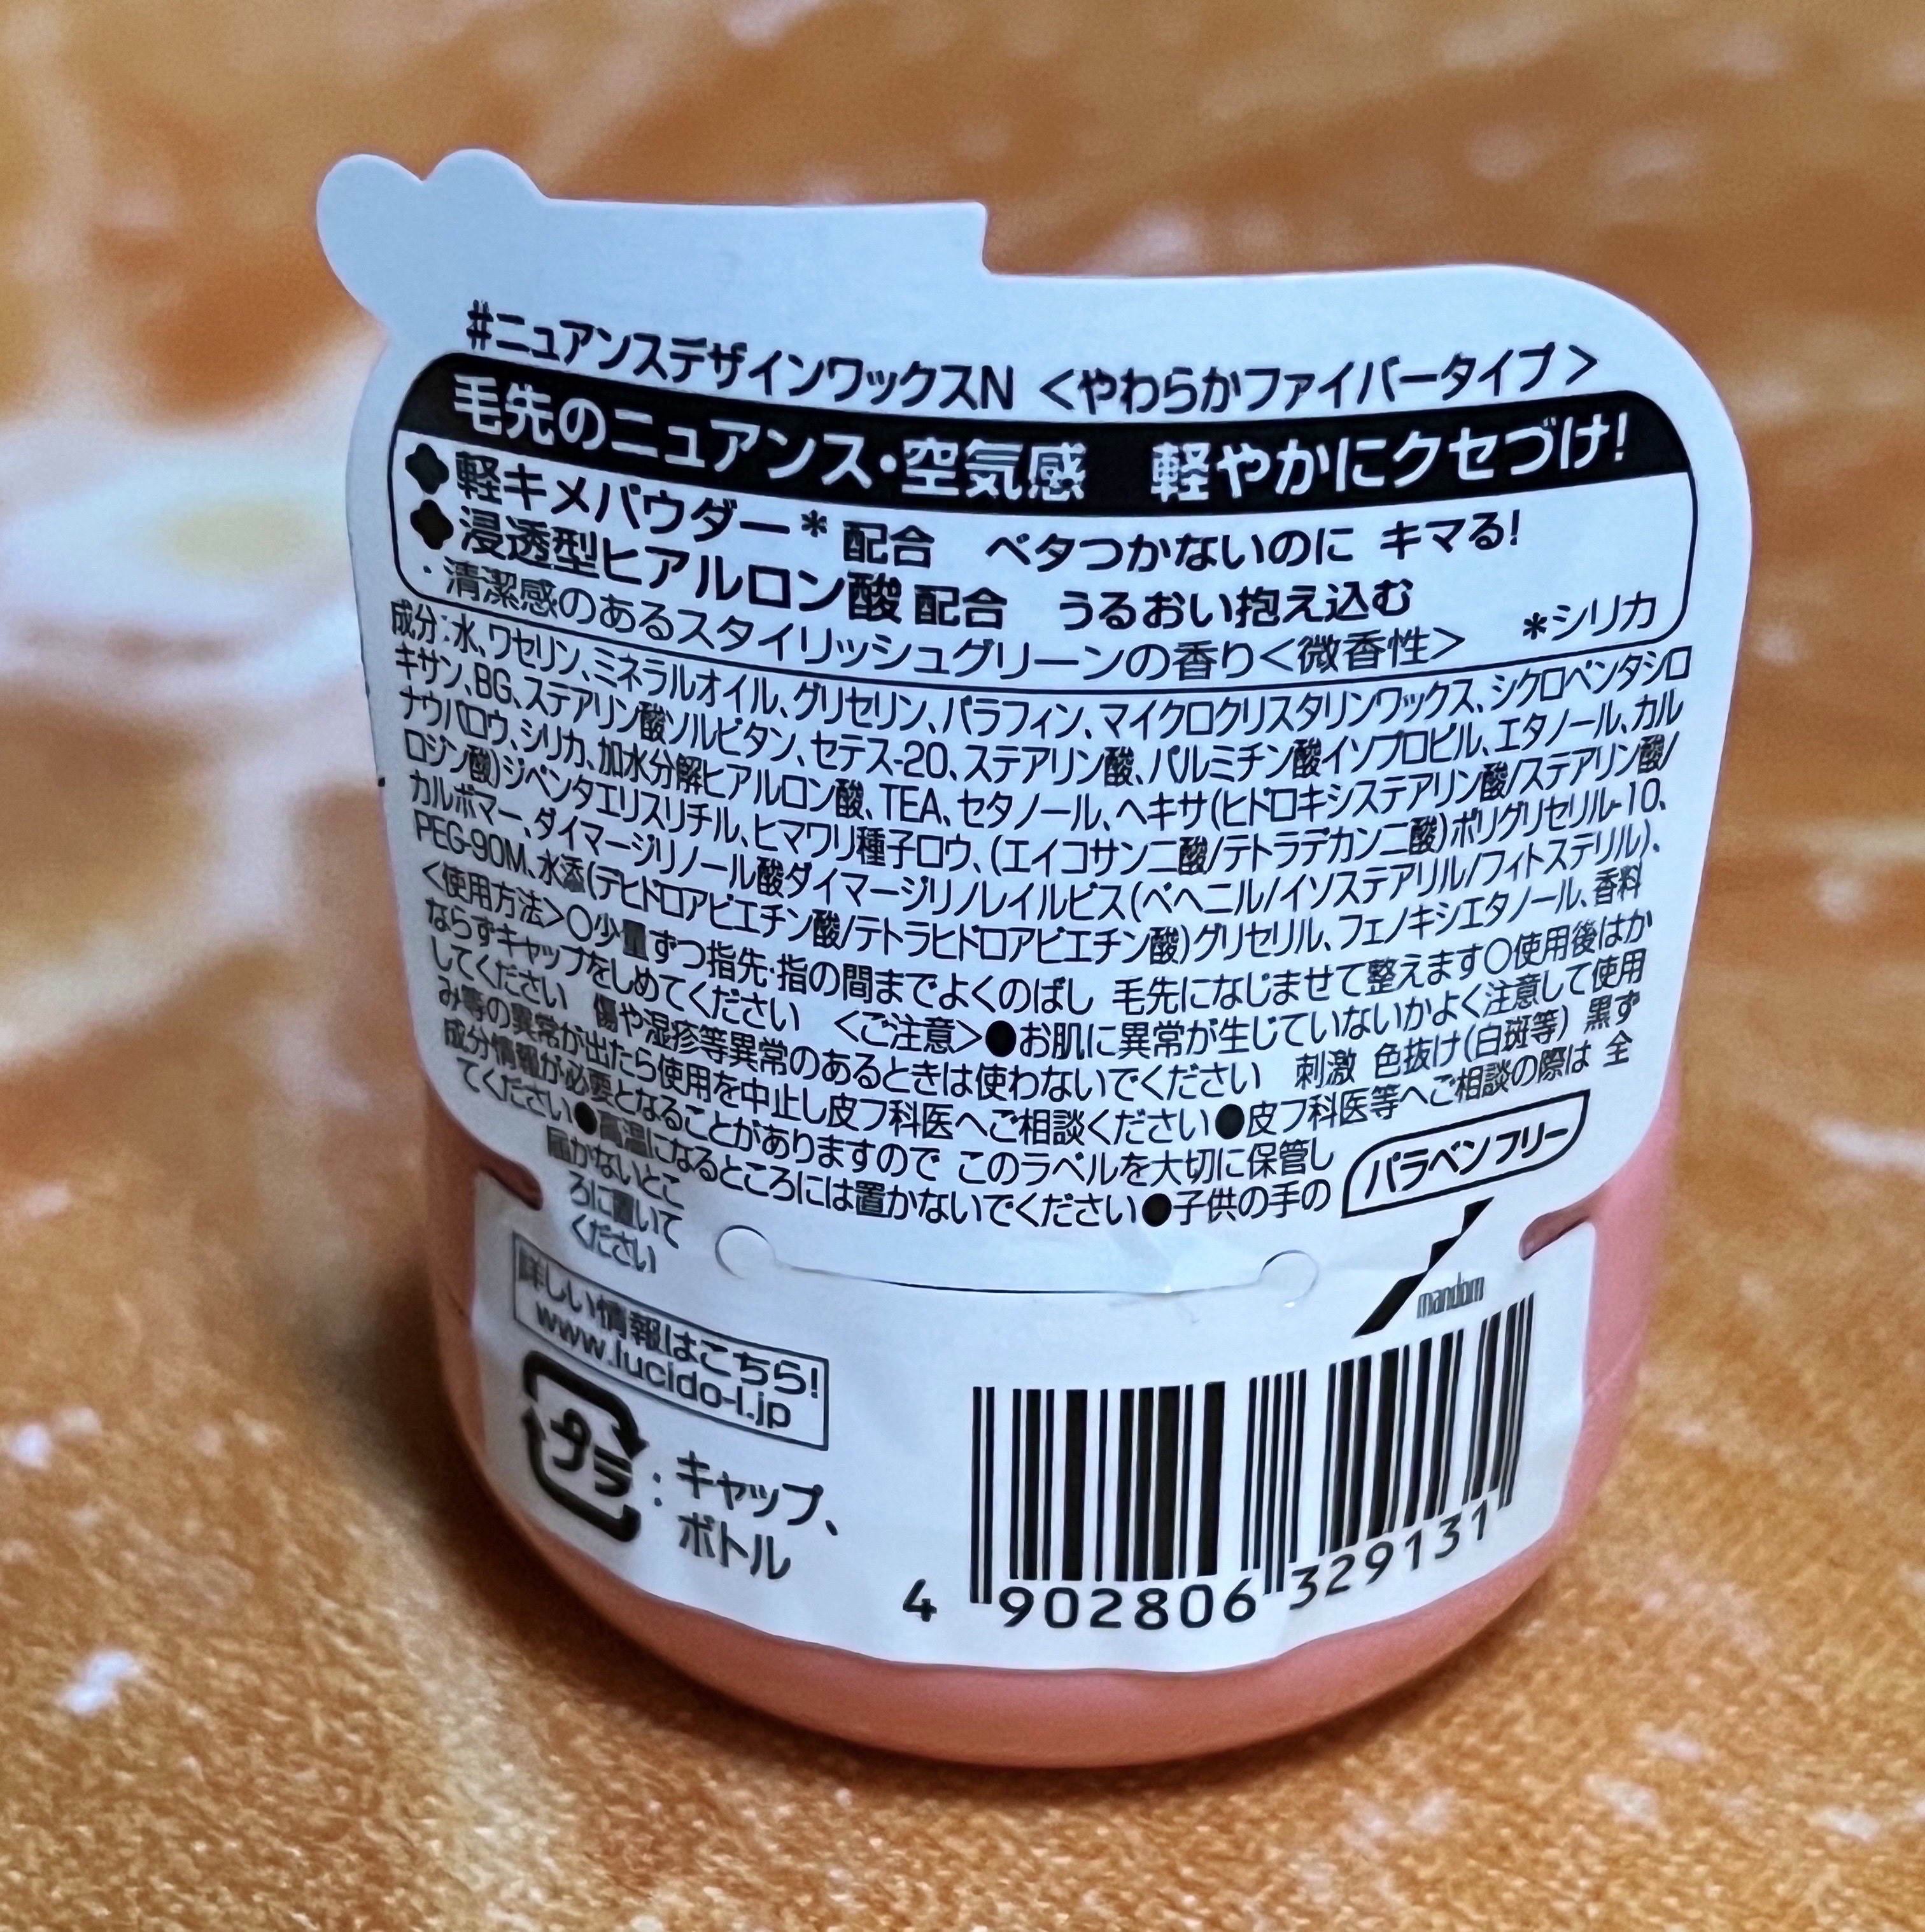 #ニュアンスデザインワックスN <やわらかファイバータイプ>
毛先のニュアンス・空気感 軽やかにクセづけ!
軽キメパウダー*配合 ベタつかないのに キマる!
浸透型ヒアルロン酸配合 うるおい抱え込む
・清潔感のあるスタイリッシュグリーンの香り<微香性> *シリカ
成分:水、ワセリン、ミネラルオイル、グリセリン、パラフィン、マイクロクリスタリンワックス、シクロペンタシロ
キサン、BG、ステアリン酸ソルビタン、セテス-20、ステアリン酸、パルミチン酸イソプロピル、エタノール、カル
ナウバロウ、シリカ、加水分解ヒアルロン酸、TEA、セタノール、ヘキサ(ヒドロキシステアリン酸/ステアリン酸/
ロジン酸)ジペンタエリスリチル、ヒマワリ種子ロウ、(エイコサン二酸/テトラデカン二酸)ポリグリセリル-10、
カルボマー、ダイマージリノール酸ダイマージリノレイルビス(ベヘニル/イソステアリル/フィトステリル)、
PEG-90M、水添(デヒドロアビエチン酸/テトラヒドロアビエチン酸)グリセリル、フェノキシエタノール、香料
<使用方法>○少量ずつ指先・指の間までよくのばし 毛先になじませて整えます○使用後はか
ならずキャップをしめてください <ご注意>●お肌に異常が生じていないかよく注意して使用
してください 傷や湿疹等異常のあるときは使わないでください 刺激 色抜け(白斑等) 黒ず
み等の異常が出たら使用を中止し皮フ科医へご相談ください●皮フ科医等へご相談の際は 全
成分情報が必要となることがありますので このラベルを大切に保管し
てください●高温になるところには置かないでください●子供の手の
届かないとこ
ろに置いて
ください
パラベンフリー
mandom
詳しい情報はこちら!
www.lucido-l.jp
プラ:キャップ、
ボトル
4 902806 329131